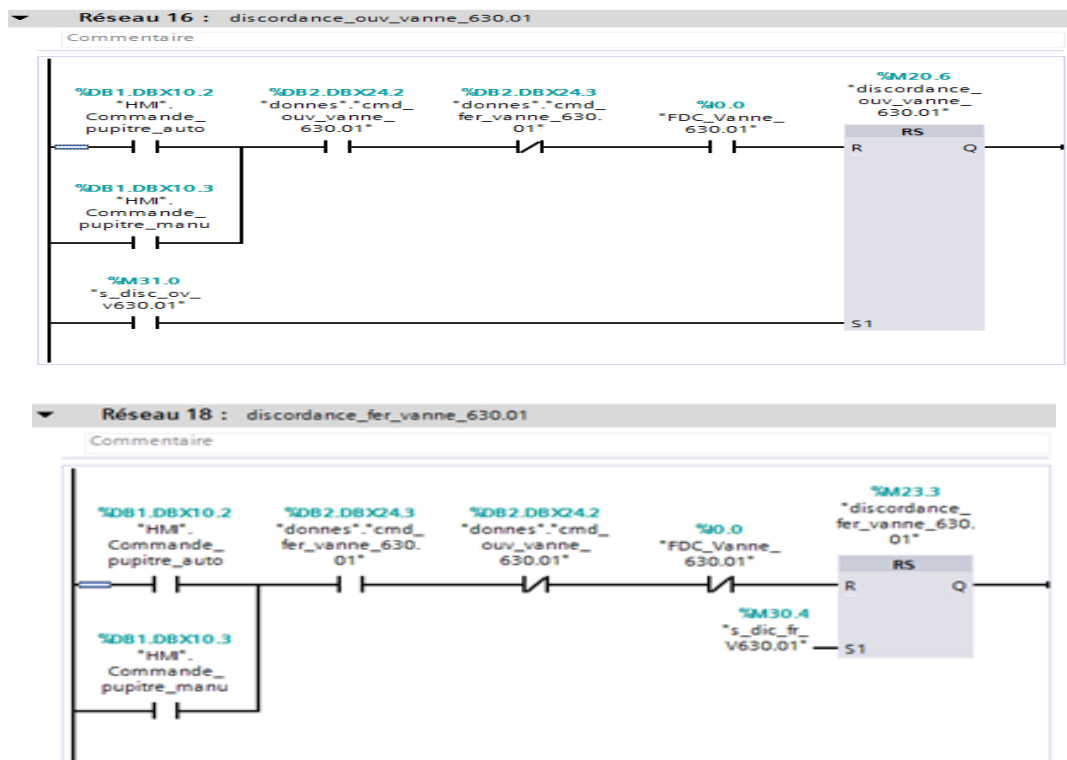 Réseau 16 : discordance_ouv_vanne_630.01
Commentaire
%DB1.DBX10.2
"HMI".
Commande_
pupitre_auto
%DB2.DBX24.2
"donnes"."cmd_
ouv_vanne_
630.01"
%DB2.DBX24.3
"donnes"."cmd_
fer_vanne_630.
01"
%I0.0
"FDC_Vanne_
630.01"
%M20.6
"discordance_
ouv_vanne_
630.01"
RS
R Q
%DB1.DBX10.3
"HMI".
Commande_
pupitre_manu
%M31.0
"s_disc_ov_
v630.01"
S1
Réseau 18 : discordance_fer_vanne_630.01
Commentaire
%DB1.DBX10.2
"HMI".
Commande_
pupitre_auto
%DB2.DBX24.3
"donnes"."cmd_
fer_vanne_630.
01"
%DB2.DBX24.2
"donnes"."cmd_
ouv_vanne_
630.01"
%I0.0
"FDC_Vanne_
630.01"
%M23.3
"discordance_
fer_vanne_630.
01"
RS
R Q
%M30.4
"s_dic_fr_
V630.01"
S1
%DB1.DBX10.3
"HMI".
Commande_
pupitre_manu